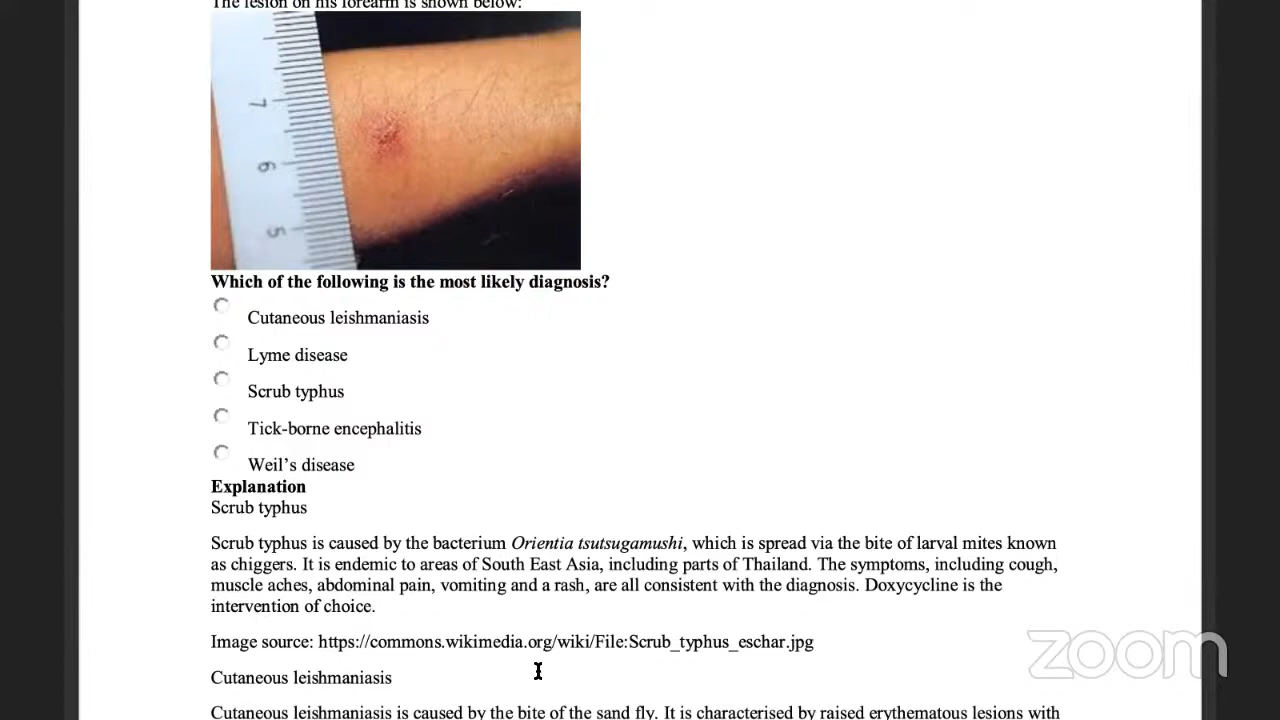 The lesion on his forearm is shown below:
7
6
5
Which of the following is the most likely diagnosis?
Cutaneous leishmaniasis
Lyme disease
Scrub typhus
Tick-borne encephalitis
Weil’s disease
Explanation
Scrub typhus
Scrub typhus is caused by the bacterium Orientia tsutsugamushi, which is spread via the bite of larval mites known
as chiggers. It is endemic to areas of South East Asia, including parts of Thailand. The symptoms, including cough,
muscle aches, abdominal pain, vomiting and a rash, are all consistent with the diagnosis. Doxycycline is the
intervention of choice.
Image source: https://commons.wikimedia.org/wiki/File:Scrub_typhus_eschar.jpg
zoom
Cutaneous leishmaniasis
Cutaneous leishmaniasis is caused by the bite of the sand fly. It is characterised by raised erythematous lesions with